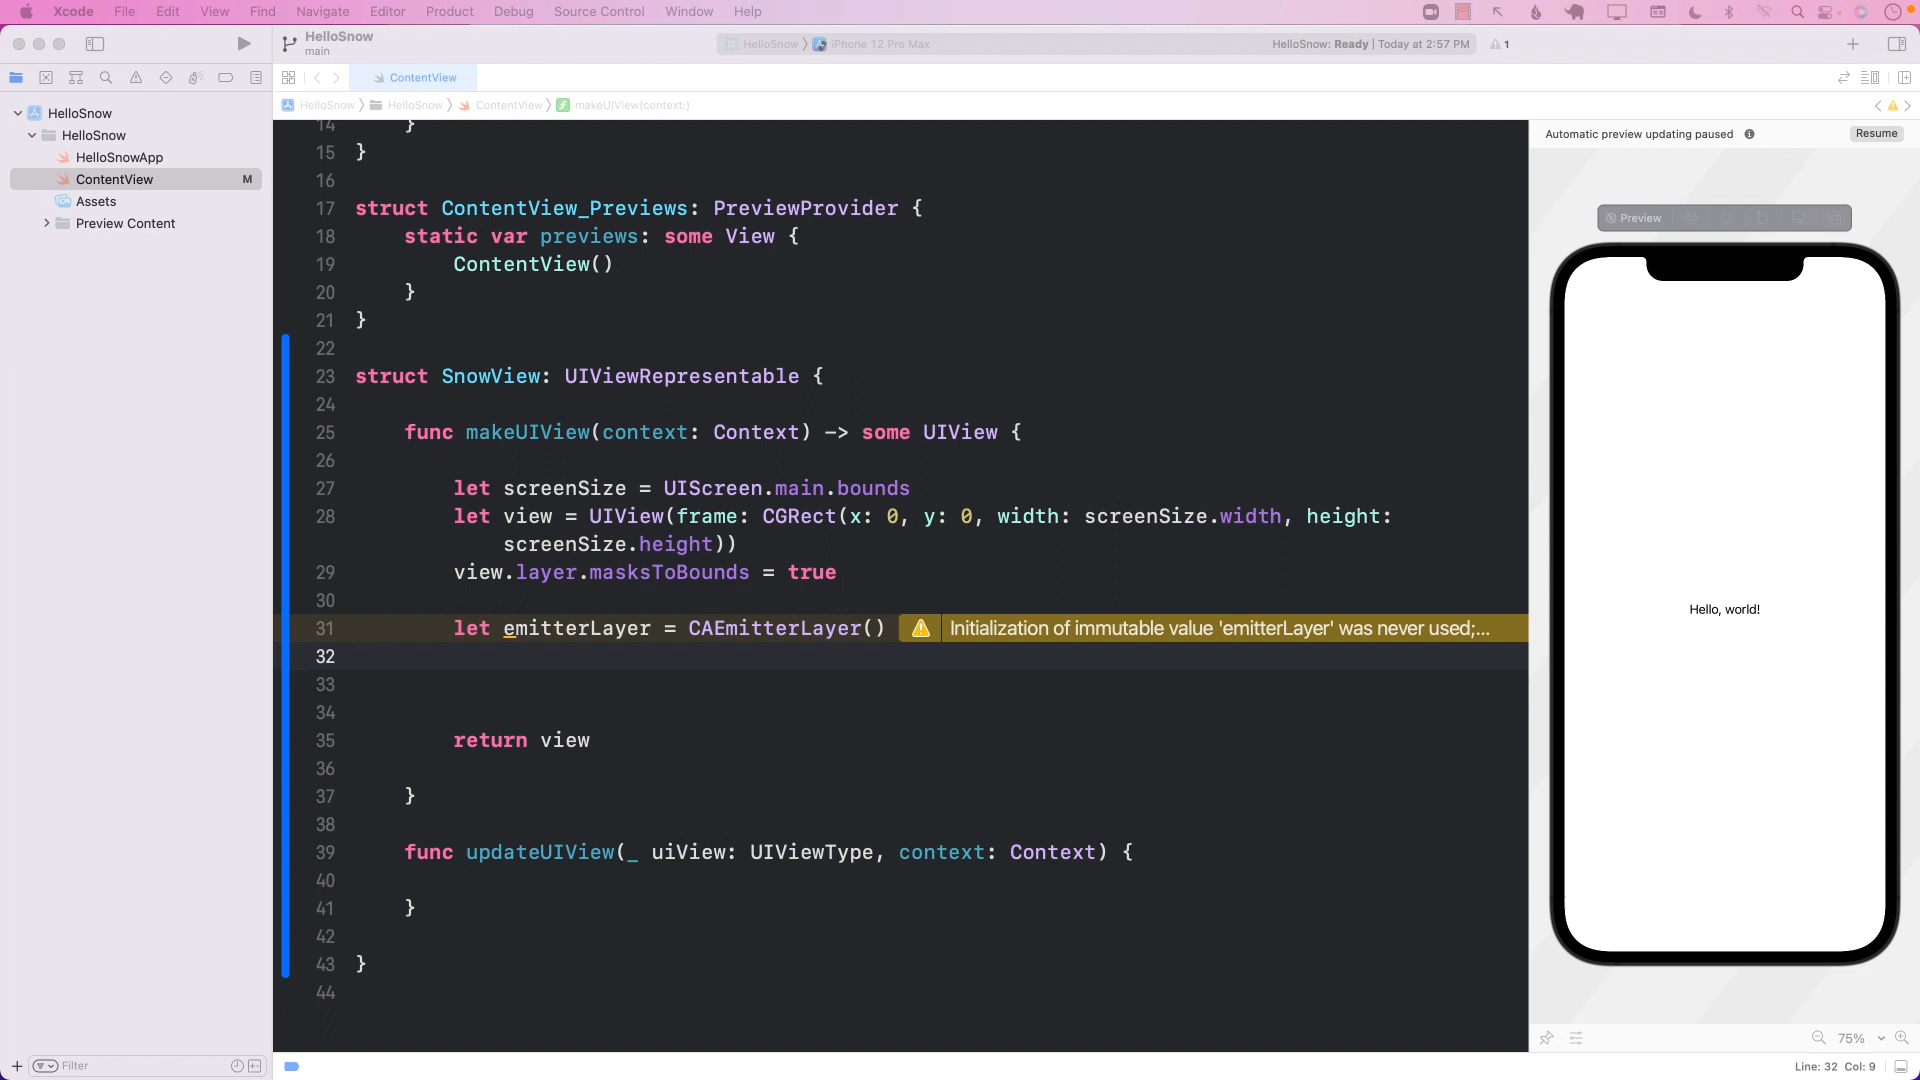 Xcode File Edit View Find Navigate Editor Product Debug Source Control Window Help
HelloSnow
main
HelloSnow iPhone 12 Pro Max
HelloSnow: Ready | Today at 2:57 PM
1
ContentView
HelloSnow HelloSnow ContentView makeUIView(context:)
HelloSnow
HelloSnow
HelloSnowApp
ContentView M
Assets
Preview Content
Filter
14 }
15 }
16
17 struct ContentView_Previews: PreviewProvider {
18 static var previews: some View {
19 ContentView()
20 }
21 }
22
23 struct SnowView: UIViewRepresentable {
24
25 func makeUIView(context: Context) -> some UIView {
26
27 let screenSize = UIScreen.main.bounds
28 let view = UIView(frame: CGRect(x: 0, y: 0, width: screenSize.width, height:
screenSize.height))
29 view.layer.masksToBounds = true
30
31 let emitterLayer = CAEmitterLayer() Initialization of immutable value 'emitterLayer' was never used;...
32
33
34
35 return view
36
37 }
38
39 func updateUIView(_ uiView: UIViewType, context: Context) {
40
41 }
42
43 }
44
Automatic preview updating paused Resume
Preview
Hello, world!
75%
Line: 32 Col: 9